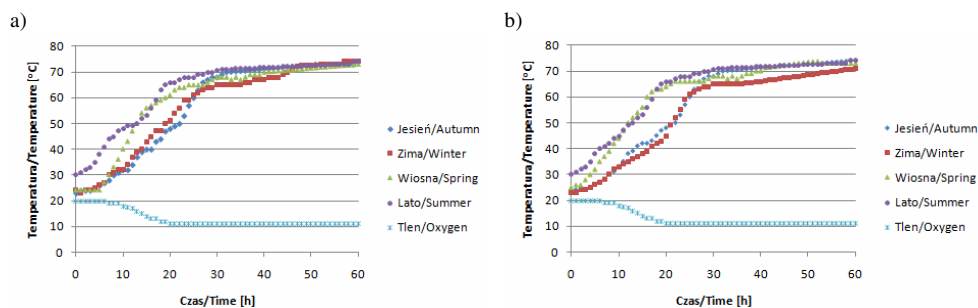 a)
Temperatura/Temperature [°C]
80
70
60
50
40
30
20
10
0
0 10 20 30 40 50 60
Czas/Time [h]
Jesień/Autumn
Zima/Winter
Wiosna/Spring
Lato/Summer
Tlen/Oxygen
b)
Temperatura/Temperature [°C]
80
70
60
50
40
30
20
10
0
0 10 20 30 40 50 60
Czas/Time [h]
Jesień/Autumn
Zima/Winter
Wiosna/Spring
Lato/Summer
Tlen/Oxygen